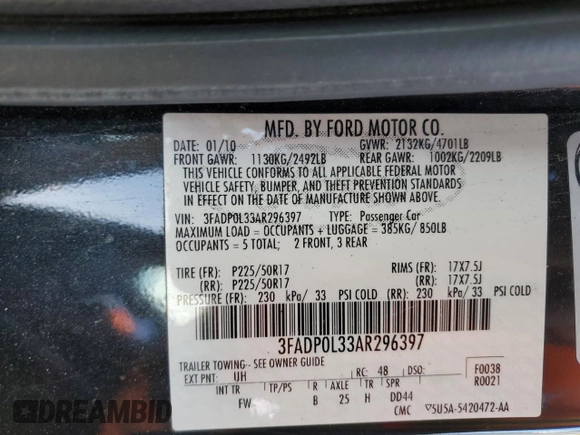 MFD. BY FORD MOTOR CO.
DATE: 01/10 GVWR: 2132KG/4701LB
FRONT GAWR: 1130KG/2492LB REAR GAWR: 1002KG/2209LB
THIS VEHICLE CONFORMS TO ALL APPLICABLE FEDERAL MOTOR
VEHICLE SAFETY, BUMPER, AND THEFT PREVENTION STANDARDS
IN EFFECT ON THE DATE OF MANUFACTURE SHOWN ABOVE.
VIN: 3FADP0L33AR296397 TYPE: Passenger Car
MAXIMUM LOAD = OCCUPANTS + LUGGAGE = 385KG/ 850LB
OCCUPANTS = 5 TOTAL; 2 FRONT, 3 REAR
TIRE (FR): P225/50R17 RIMS (FR): 17X7.5J
(RR): P225/50R17 (RR): 17X7.5J
PRESSURE (FR): 230 kPa/ 33 PSI COLD (RR): 230 kPa/ 33 PSI COLD
3FADP0L33AR296397
TRAILER TOWING-- SEE OWNER GUIDE
EXT PNT: UH RC: 48 DSO: F0038
R0021
INT TR TP/PS R AXLE TR SPR
FW B 25 H DD44
CMC 5U5A-5420472-AA
BIDFAX